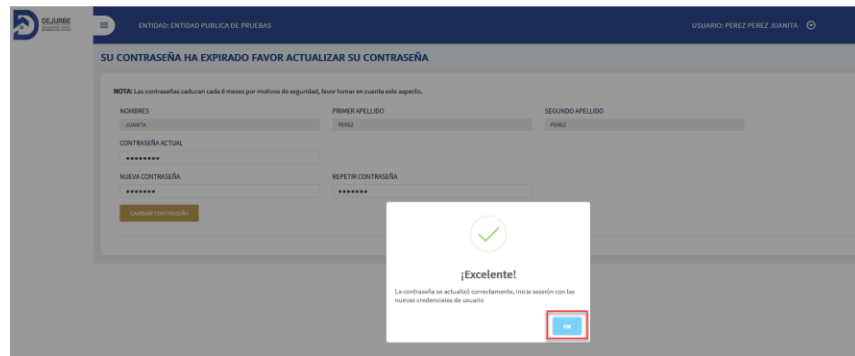 DEJURBE
ENTIDAD: ENTIDAD PUBLICA DE PRUEBAS
USUARIO: PEREZ PEREZ JUANITA
SU CONTRASEÑA HA EXPIRADO FAVOR ACTUALIZAR SU CONTRASEÑA
NOTA: Las contraseñas caducan cada 6 meses por motivos de seguridad, favor tomar en cuenta este aspecto.
NOMBRES PRIMER APELLIDO SEGUNDO APELLIDO
JUANITA PEREZ PEREZ
CONTRASEÑA ACTUAL
NUEVA CONTRASEÑA REPETIR CONTRASEÑA
CAMBIAR CONTRASEÑA
¡Excelente!
La contraseña se actualizó correctamente, inicie sessión con las
nuevas credenciales de usuario
OK